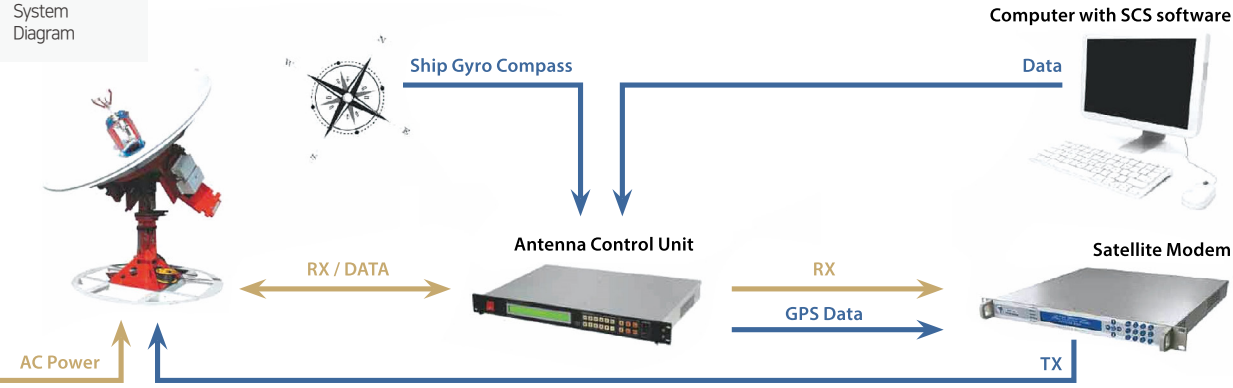 System
Diagram
Computer with SCS software
Ship Gyro Compass
Data
Antenna Control Unit
Satellite Modem
RX / DATA
RX
GPS Data
AC Power
TX